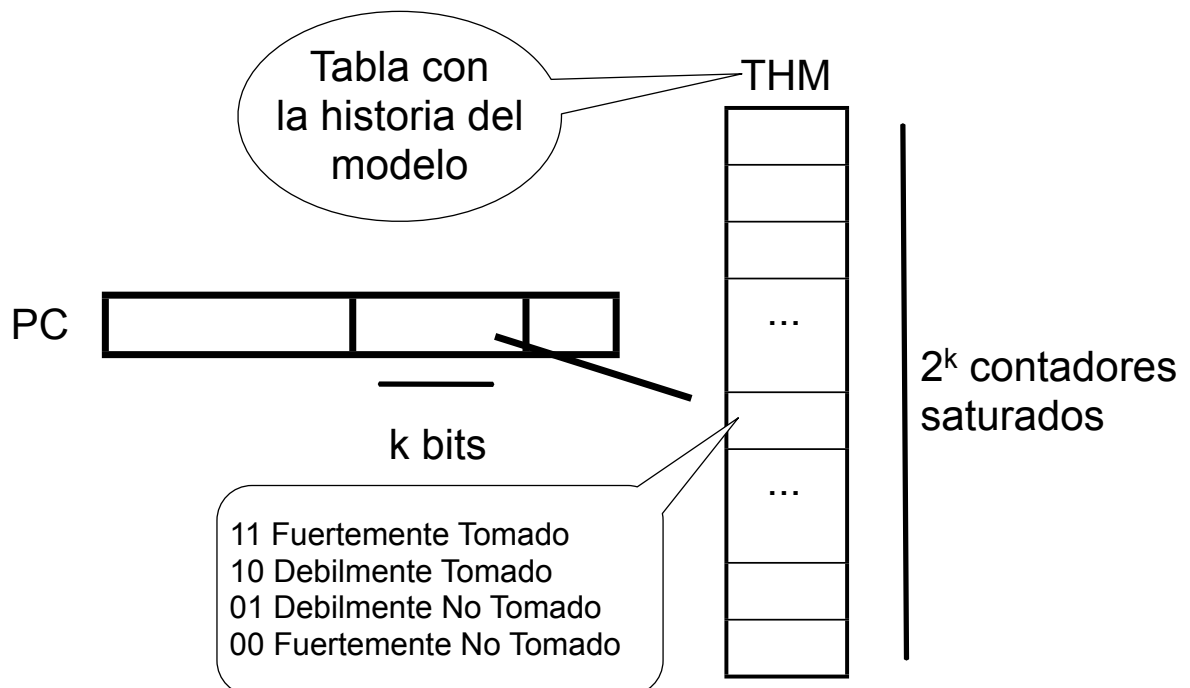 Tabla con
la historia del
modelo
THM
PC
...
2ᵏ contadores
saturados
k bits
...
11 Fuertemente Tomado
10 Debilmente Tomado
01 Debilmente No Tomado
00 Fuertemente No Tomado